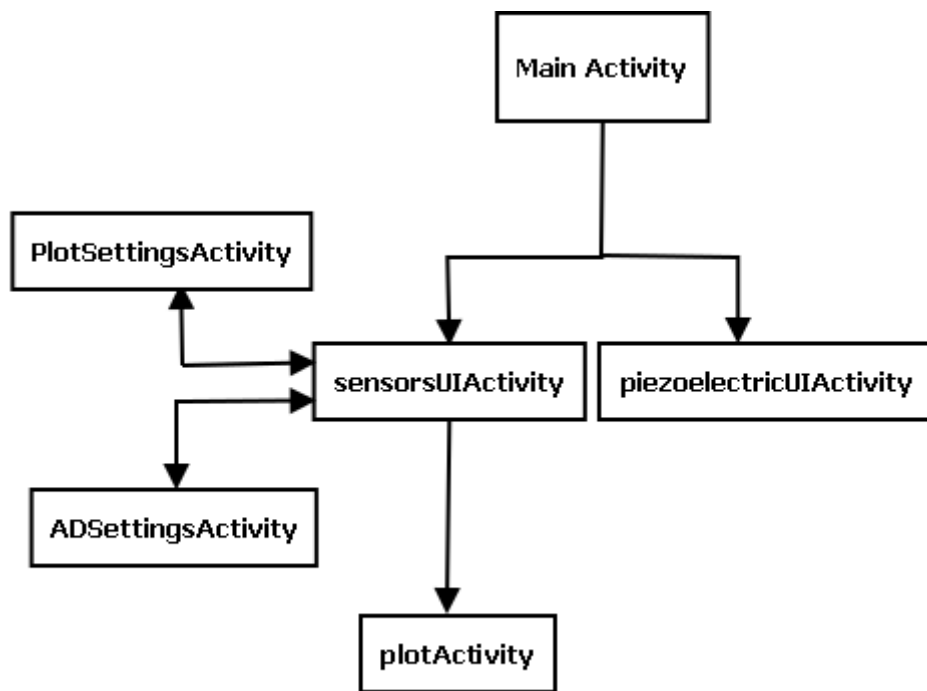 Main Activity
PlotSettingsActivity
sensorsUIActivity
piezoelectricUIActivity
ADSettingsActivity
plotActivity